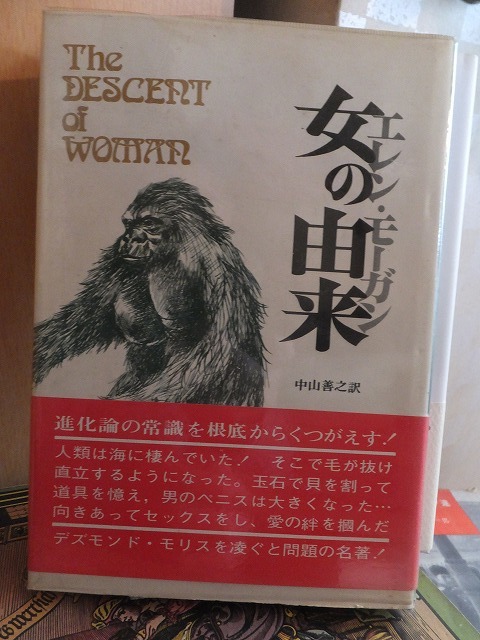 The
DESCENT
of
WOMAN
エレン・モーガン
女の由来
中山善之訳
進化論の常識を根底からくつがえす!
人類は海に棲んでいた! そこで毛が抜け
直立するようになった。玉石で貝を割って
道具を憶え,男のペニスは大きくなった…
向きあってセックスをし、愛の絆を掴んだ
デズモンド・モリスを凌ぐと問題の名著!